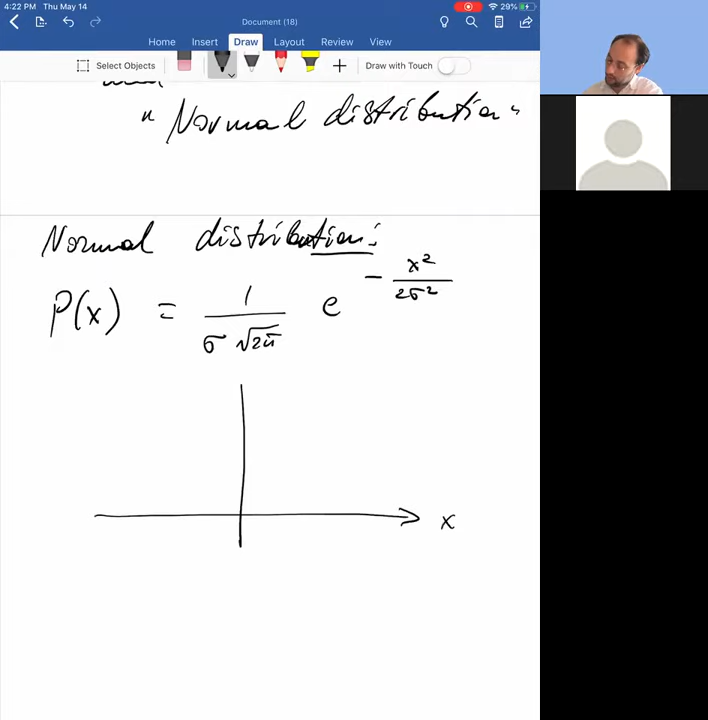 4:22 PM Thu May 14
29%
Document (18)
Home Insert Draw Layout Review View
Select Objects
Draw with Touch
"Normal distribution"
Normal distribution:
P(x) = 1 / σ √2π e - x² / 2σ²
x